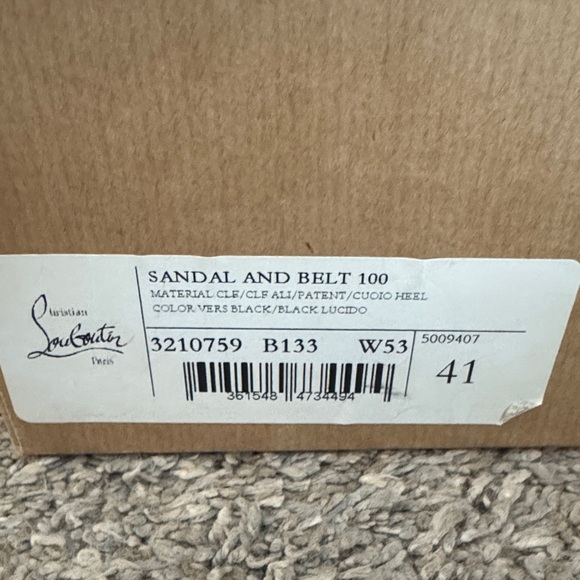 Christian
Louboutin
Paris
SANDAL AND BELT 100
MATERIAL CLF/CLF ALI/PATENT/CUOIO HEEL
COLOR VERS BLACK/BLACK LUCIDO
3210759 B133 W53
5009407
41
361548 4734494